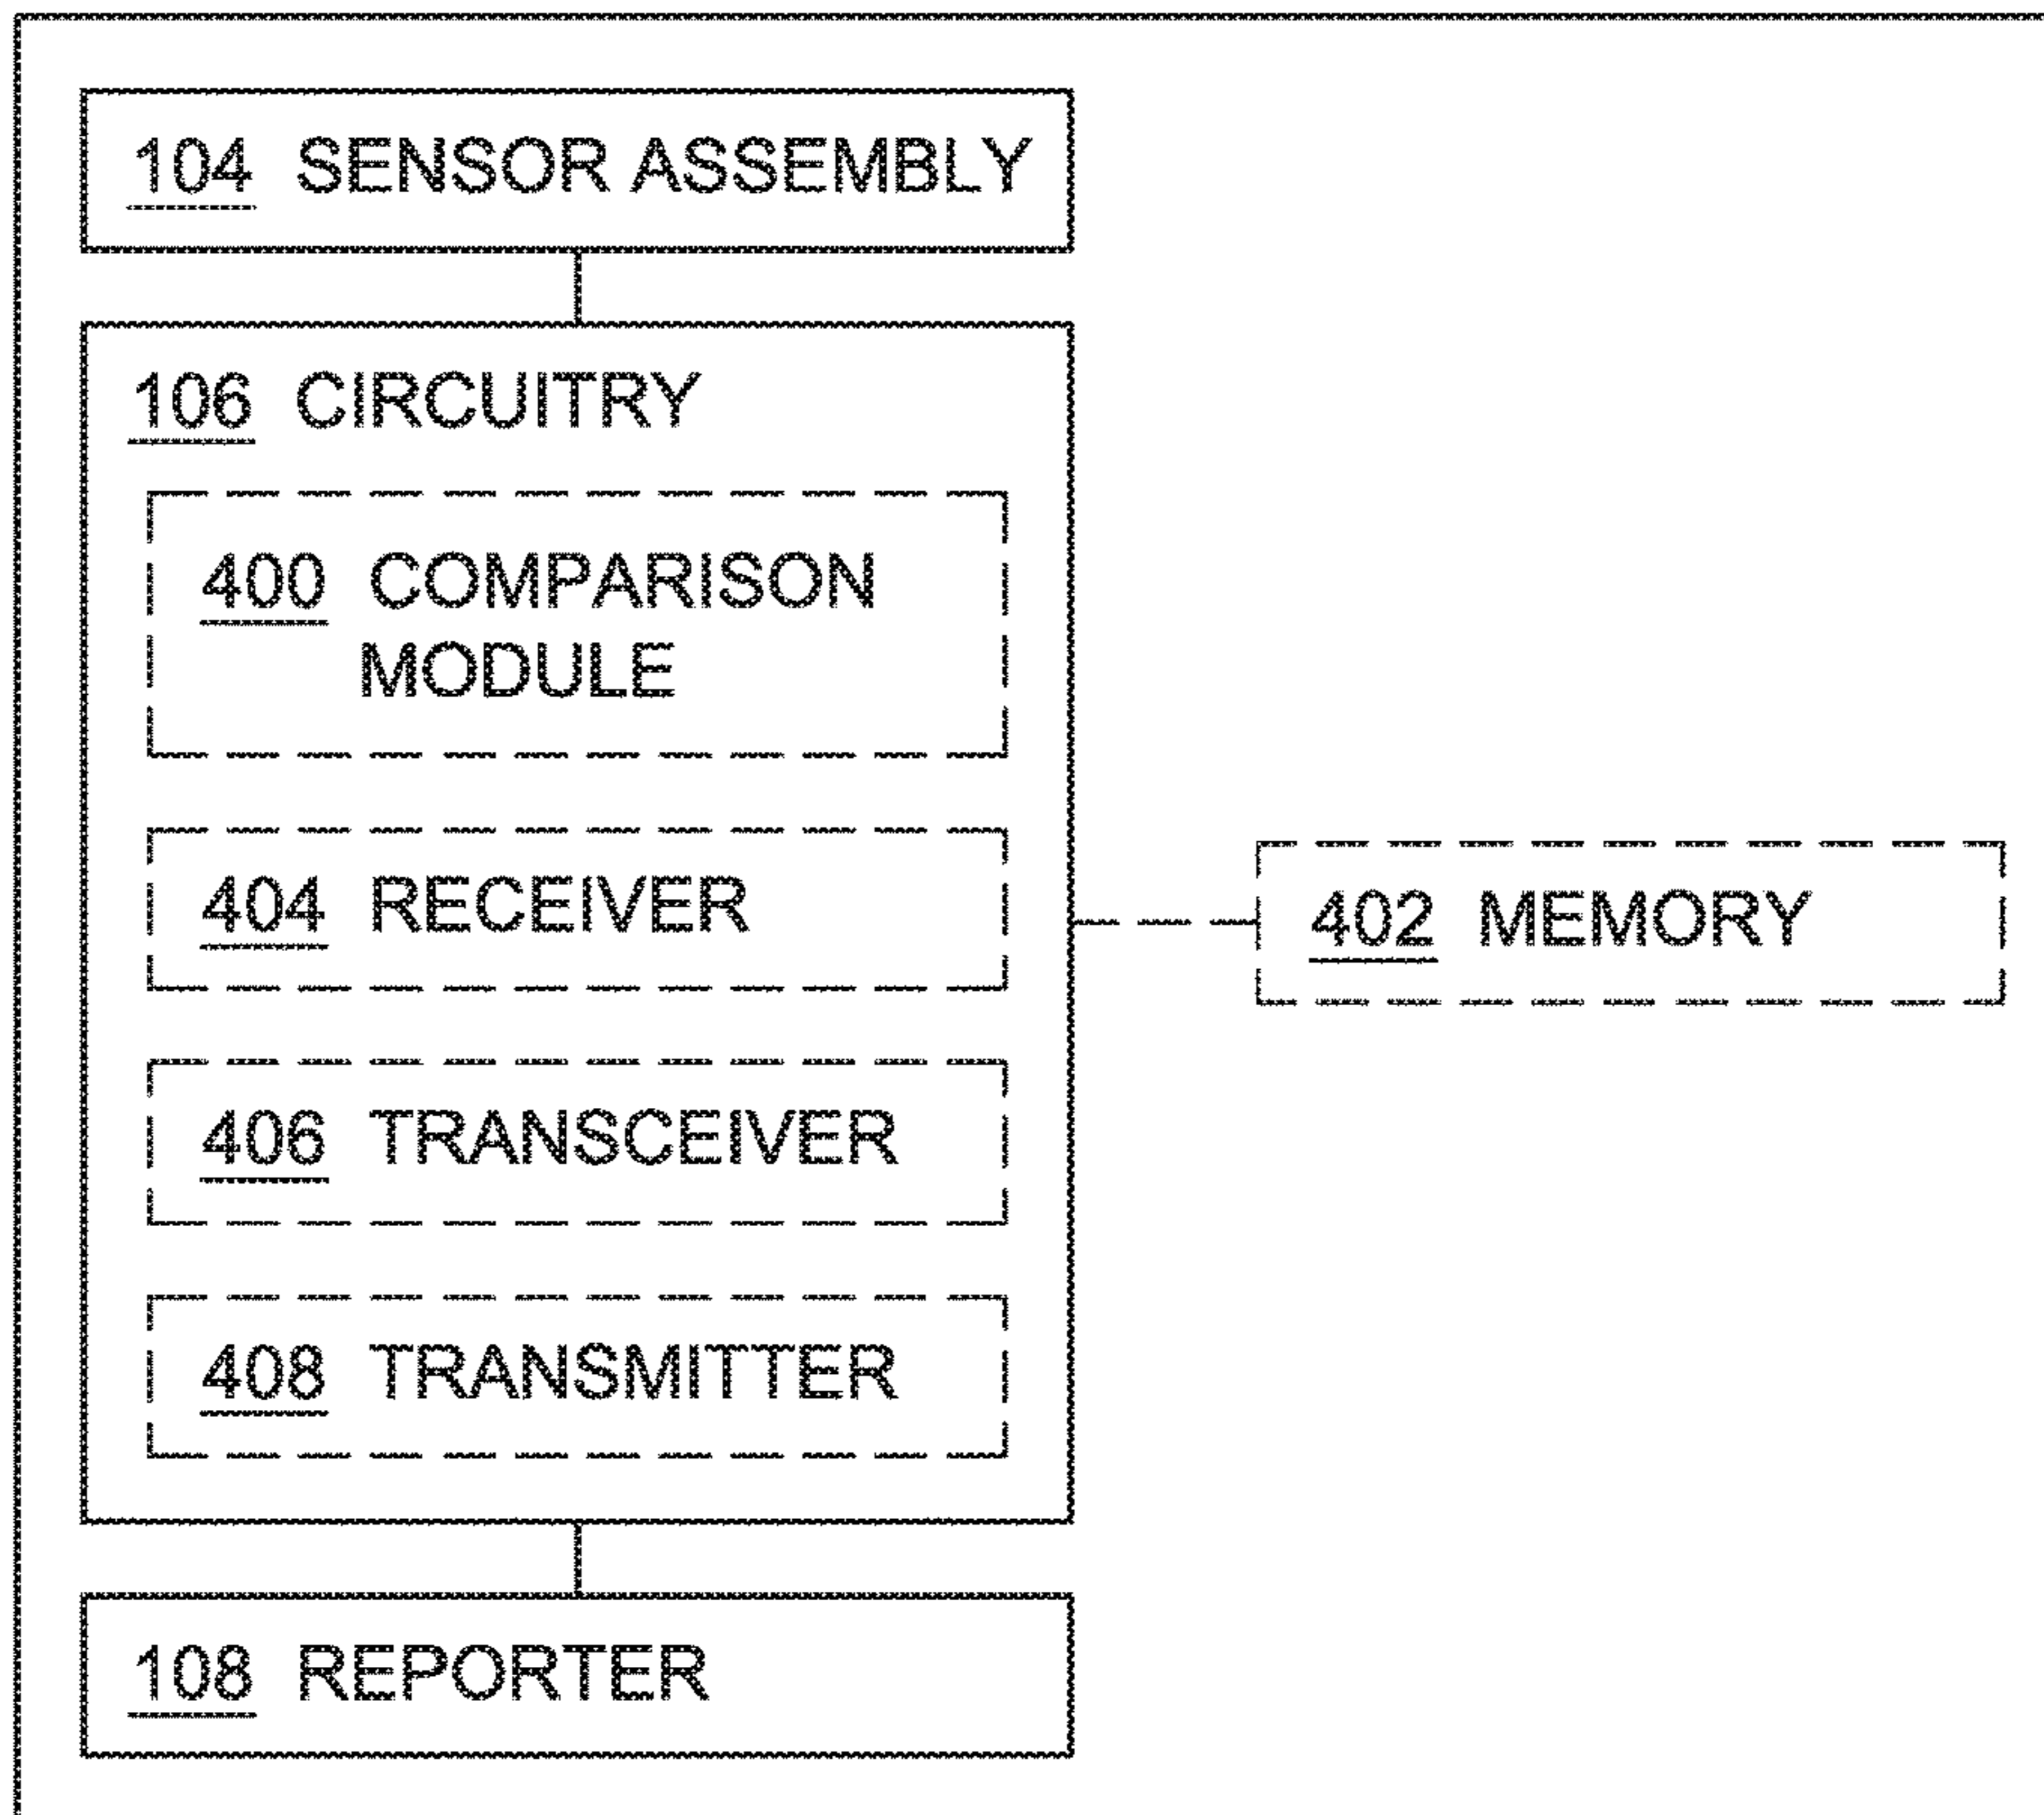 104 SENSOR ASSEMBLY
106 CIRCUITRY
400 COMPARISON
MODULE
404 RECEIVER
402 MEMORY
406 TRANSCEIVER
408 TRANSMITTER
108 REPORTER